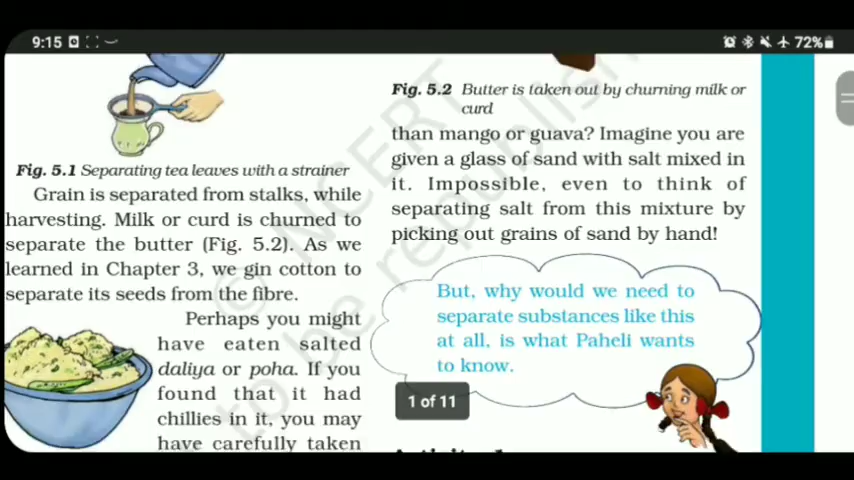 9:15
72%
Fig. 5.1 Separating tea leaves with a strainer
Grain is separated from stalks, while
harvesting. Milk or curd is churned to
separate the butter (Fig. 5.2). As we
learned in Chapter 3, we gin cotton to
separate its seeds from the fibre.
Perhaps you might
have eaten salted
daliya or poha. If you
found that it had
chillies in it, you may
have carefully taken
Fig. 5.2 Butter is taken out by churning milk or
curd
than mango or guava? Imagine you are
given a glass of sand with salt mixed in
it. Impossible, even to think of
separating salt from this mixture by
picking out grains of sand by hand!
But, why would we need to
separate substances like this
at all, is what Paheli wants
to know.
1 of 11
© NCERT
to be republish